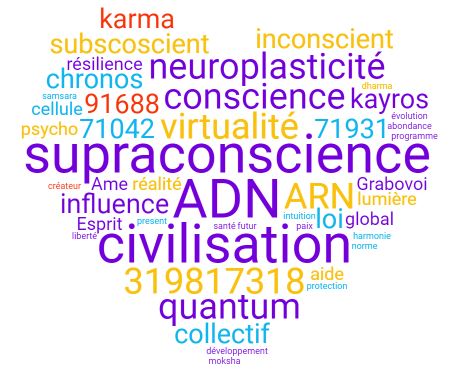 karma
subscoscient inconscient
résilience neuroplasticité
chronos dharma
samsara 91688 conscience kayros
cellule évolution
psycho 71042 virtualité 71931 abondance
programme
supraconscience
créateur Ame réalité ADN ARN Grabovoi
lumière
influence intuition loi global
Esprit present santé futur paix
liberté civilisation harmonie
norme
319817318 aide
protection
quantum
collectif
développement
moksha